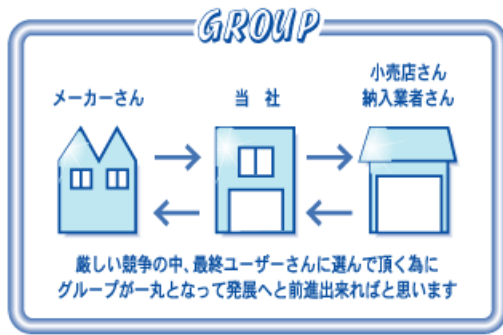 GROUP
メーカーさん
当 社
小売店さん
納入業者さん
厳しい競争の中、最終ユーザーさんに選んで頂く為に
グループが一丸となって発展へと前進出来ればと思います